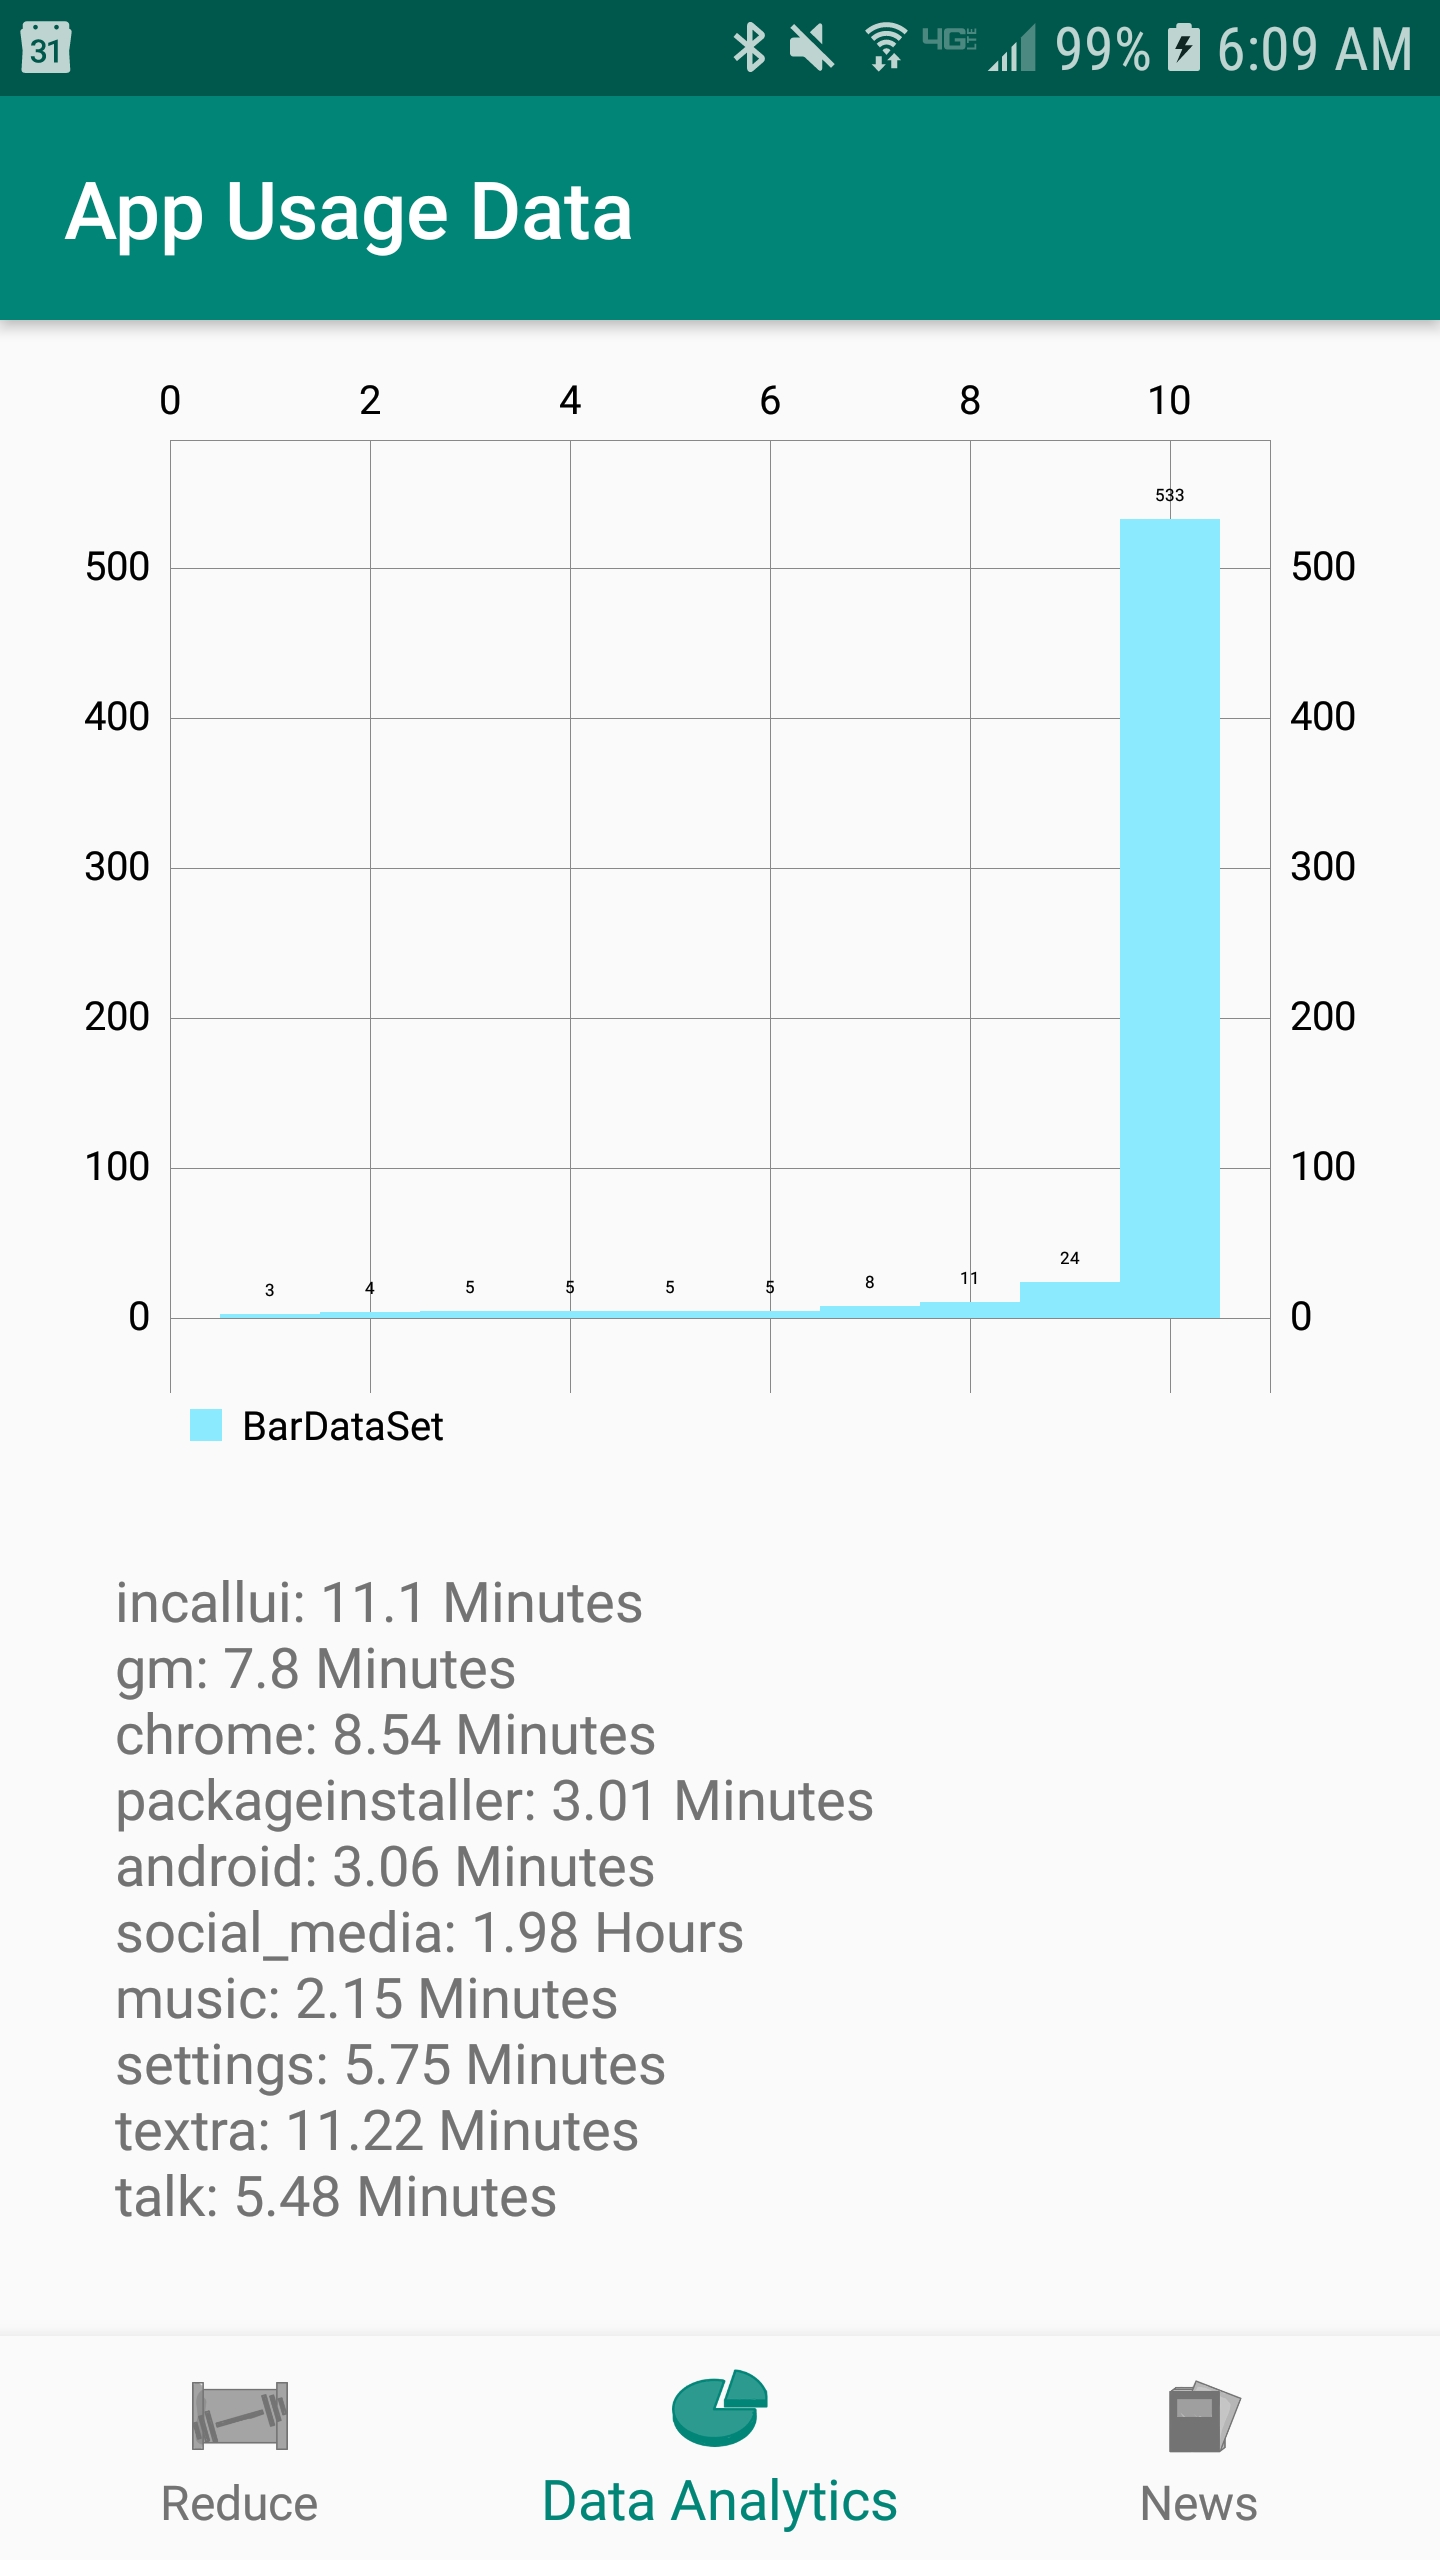 31 4G LTE 99% 6:09 AM
App Usage Data
0 2 4 6 8 10
533
500 500
400 400
300 300
200 200
100 100
3 4 5 5 5 5 8 11 24
0 0
BarDataSet
incallui: 11.1 Minutes
gm: 7.8 Minutes
chrome: 8.54 Minutes
packageinstaller: 3.01 Minutes
android: 3.06 Minutes
social_media: 1.98 Hours
music: 2.15 Minutes
settings: 5.75 Minutes
textra: 11.22 Minutes
talk: 5.48 Minutes
Reduce Data Analytics News